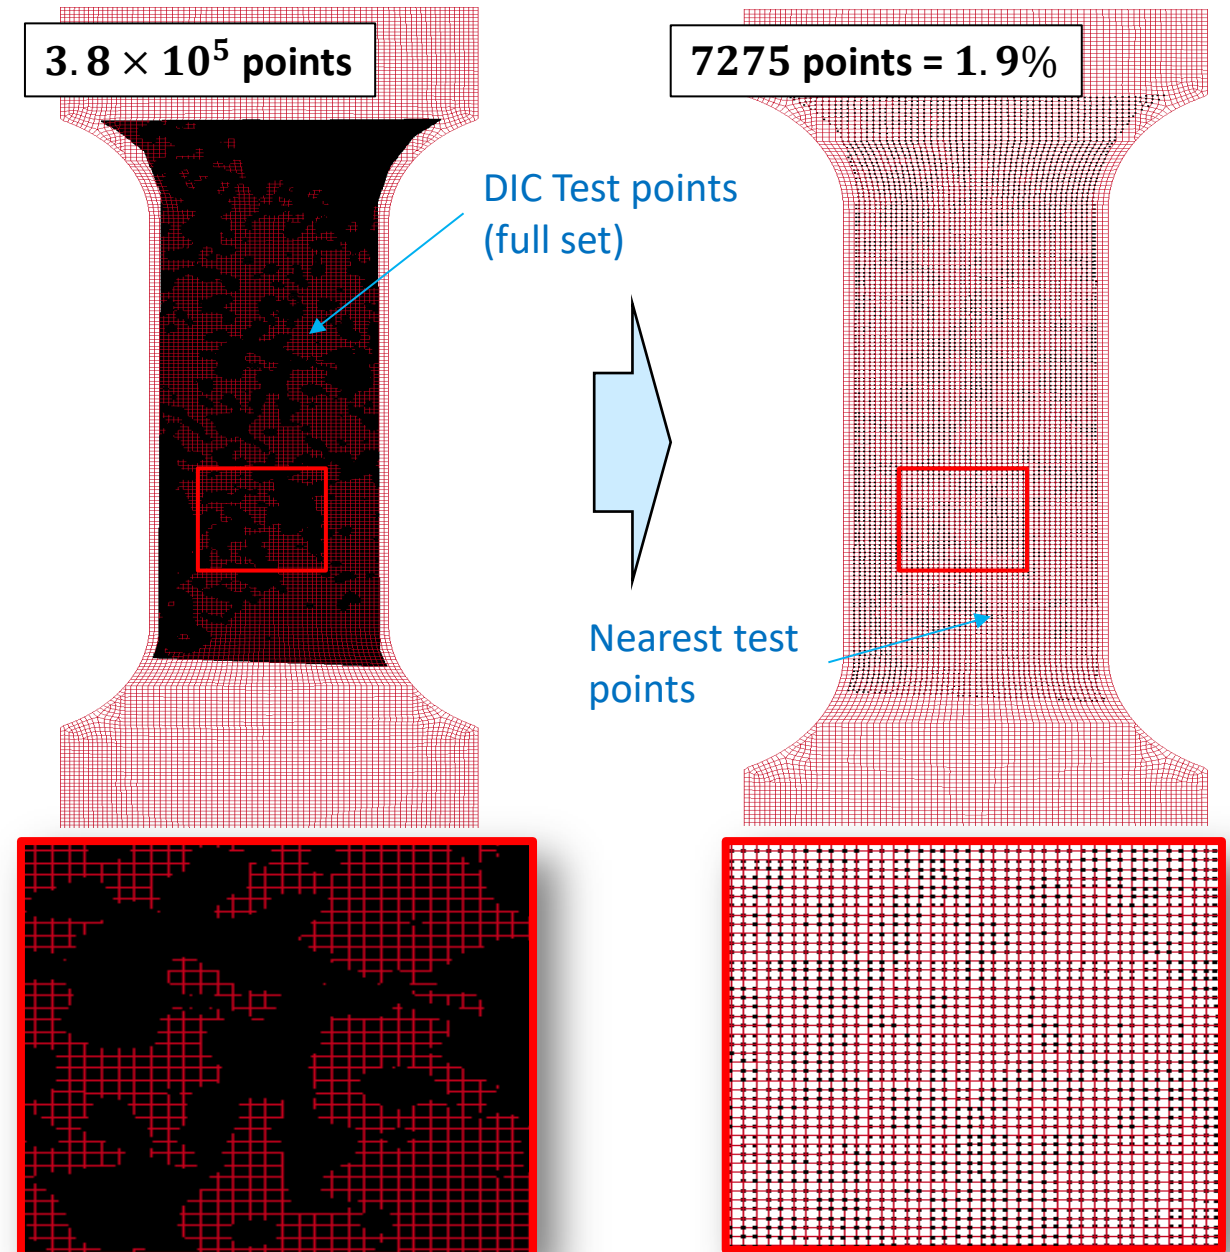 3.8 × 10⁵ points
7275 points = 1.9%
DIC Test points
(full set)
Nearest test
points